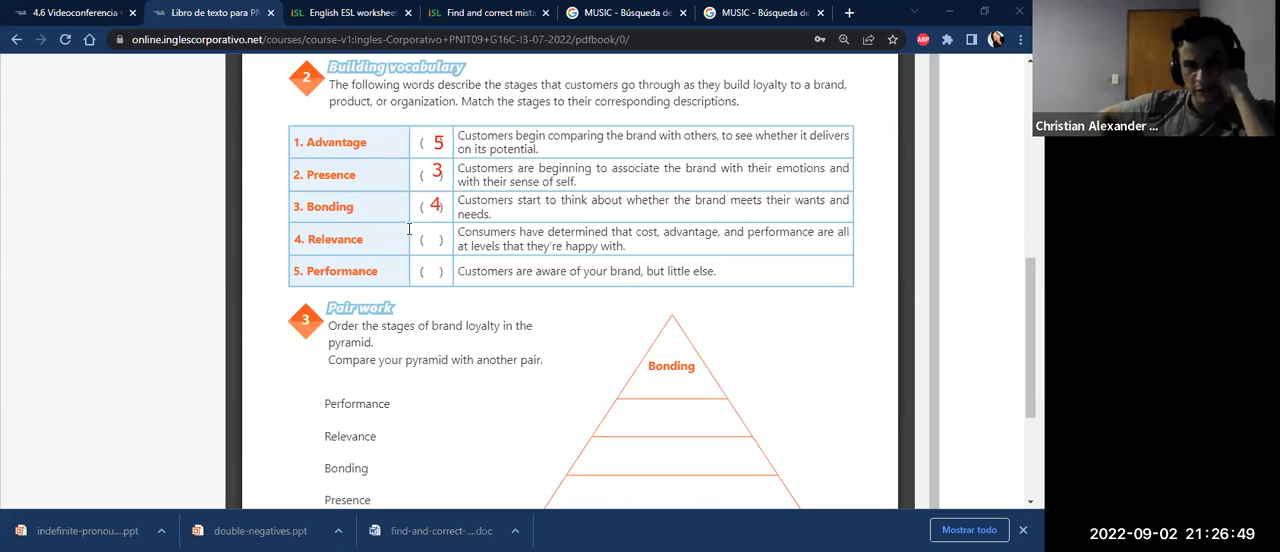 4.6 Videoconferencia 4
Libro de texto para PN
English ESL worksheet
Find and correct mista
MUSIC - Búsqueda de
MUSIC - Búsqueda de
online.inglescorporativo.net/courses/course-v1:Ingles-Corporativo+PNIT09+G16C-I3-07-2022/pdfbook/0/
2 Building vocabulary
The following words describe the stages that customers go through as they build loyalty to a brand,
product, or organization. Match the stages to their corresponding descriptions.
1. Advantage ( 5 Customers begin comparing the brand with others, to see whether it delivers
on its potential.
2. Presence ( 3 ) Customers are beginning to associate the brand with their emotions and
with their sense of self.
3. Bonding ( 4 ) Customers start to think about whether the brand meets their wants and
needs.
4. Relevance ( ) Consumers have determined that cost, advantage, and performance are all
at levels that they're happy with.
5. Performance ( ) Customers are aware of your brand, but little else.
3 Pair work
Order the stages of brand loyalty in the
pyramid.
Compare your pyramid with another pair.
Bonding
Performance
Relevance
Bonding
Presence
Christian Alexander ...
indefinite-pronou....ppt
double-negatives.ppt
find-and-correct-....doc
Mostrar todo
2022-09-02 21:26:49